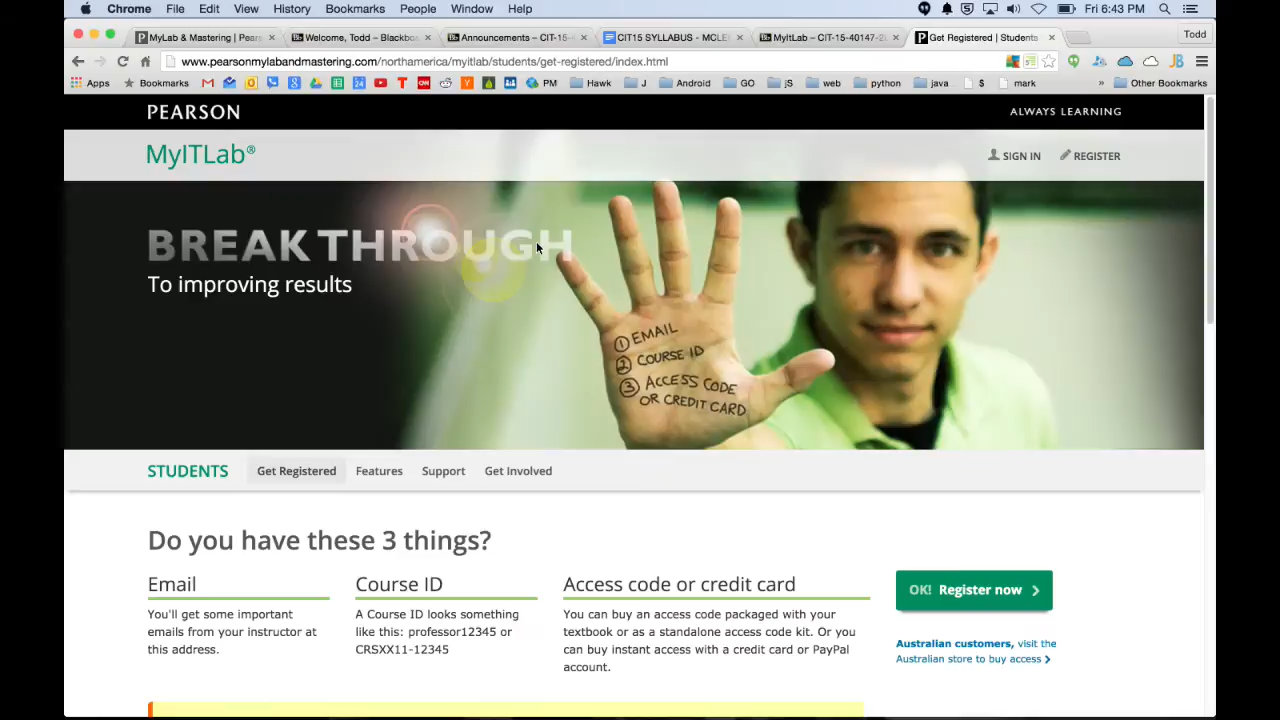 Chrome File Edit View History Bookmarks People Window Help Fri 6:43 PM
MyLab & Mastering | Pears Welcome, Todd – Blackboa Announcements – CIT-15- CIT15 SYLLABUS - MCLE MyItLab – CIT-15-40147-2 Get Registered | Students Todd
www.pearsonmylabandmastering.com/northamerica/myitlab/students/get-registered/index.html
Apps Bookmarks PM Hawk J Android GO jS web python java $ mark » Other Bookmarks
PEARSON ALWAYS LEARNING
MyITLab® SIGN IN REGISTER
BREAKTHROUGH
To improving results
① EMAIL
② COURSE ID
③ ACCESS CODE
OR CREDIT CARD
STUDENTS Get Registered Features Support Get Involved
Do you have these 3 things?
Email
You'll get some important
emails from your instructor at
this address.
Course ID
A Course ID looks something
like this: professor12345 or
CRSXX11-12345
Access code or credit card
You can buy an access code packaged with your
textbook or as a standalone access code kit. Or you
can buy instant access with a credit card or PayPal
account.
OK! Register now
Australian customers, visit the
Australian store to buy access